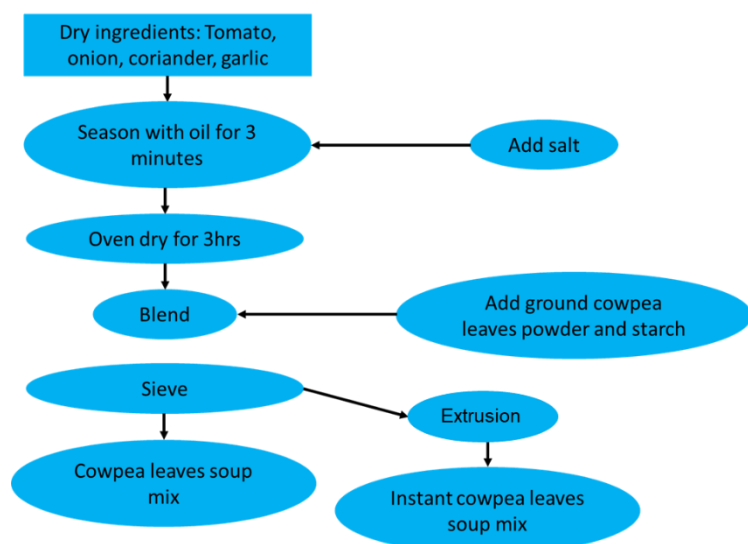 Dry ingredients: Tomato,
onion, coriander, garlic
Season with oil for 3
minutes
Add salt
Oven dry for 3hrs
Blend
Add ground cowpea
leaves powder and starch
Sieve
Extrusion
Cowpea leaves soup
mix
Instant cowpea leaves
soup mix